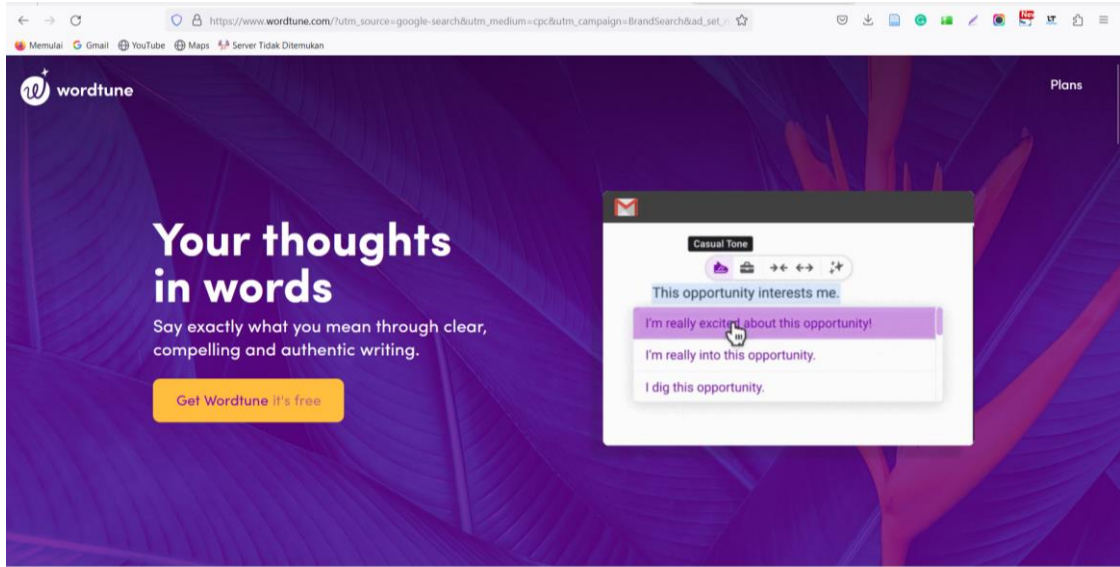 https://www.wordtune.com/?utm_source=google-search&utm_medium=cpc&utm_campaign=BrandSearch&ad_set_
Memulai Gmail YouTube Maps Server Tidak Ditemukan
New
LT
wordtune
Plans
Your thoughts
in words
Say exactly what you mean through clear,
compelling and authentic writing.
Get Wordtune it's free
Casual Tone
This opportunity interests me.
I'm really excited about this opportunity!
I'm really into this opportunity.
I dig this opportunity.